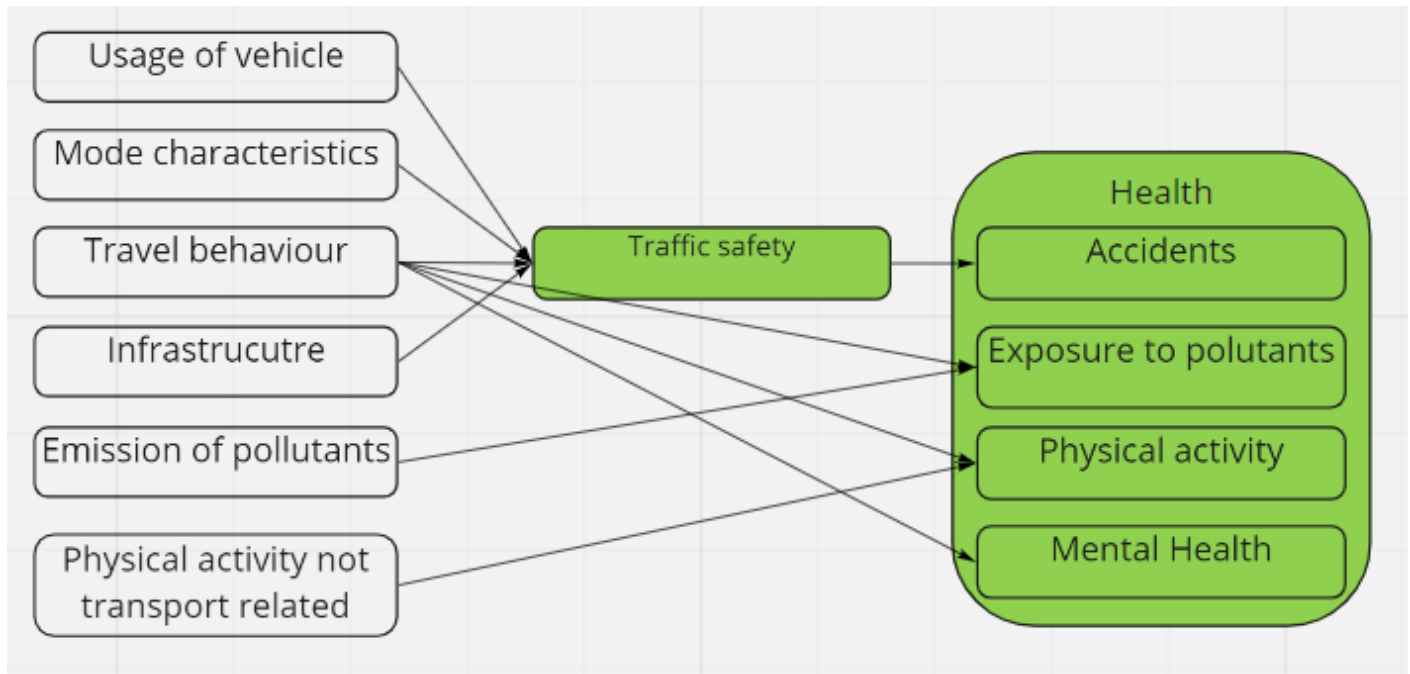 Usage of vehicle
Mode characteristics
Travel behaviour
Infrastrucutre
Emission of pollutants
Physical activity not
transport related
Traffic safety
Health
Accidents
Exposure to polutants
Physical activity
Mental Health